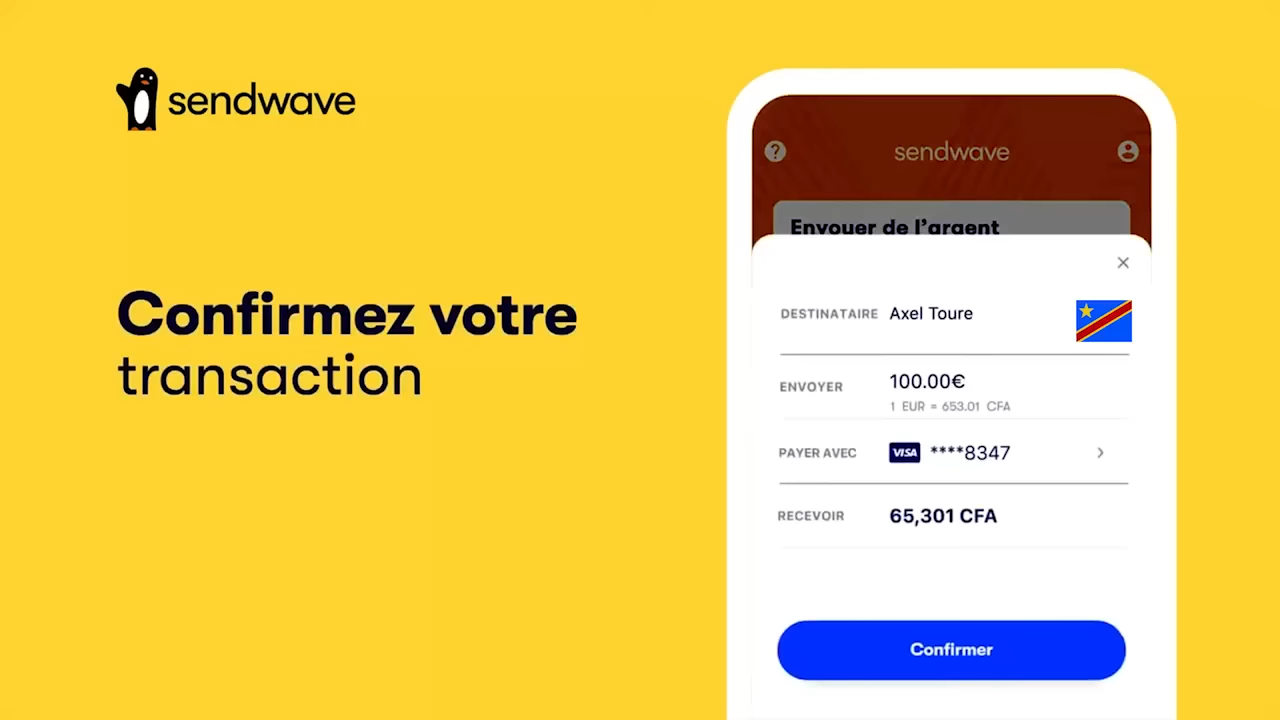 sendwave
Confirmez votre
transaction
?
sendwave
Envoyer de l'argent
DESTINATAIRE Axel Toure
ENVOYER 100.00€
1 EUR = 653.01 CFA
PAYER AVEC VISA ****8347
RECEVOIR 65,301 CFA
Confirmer